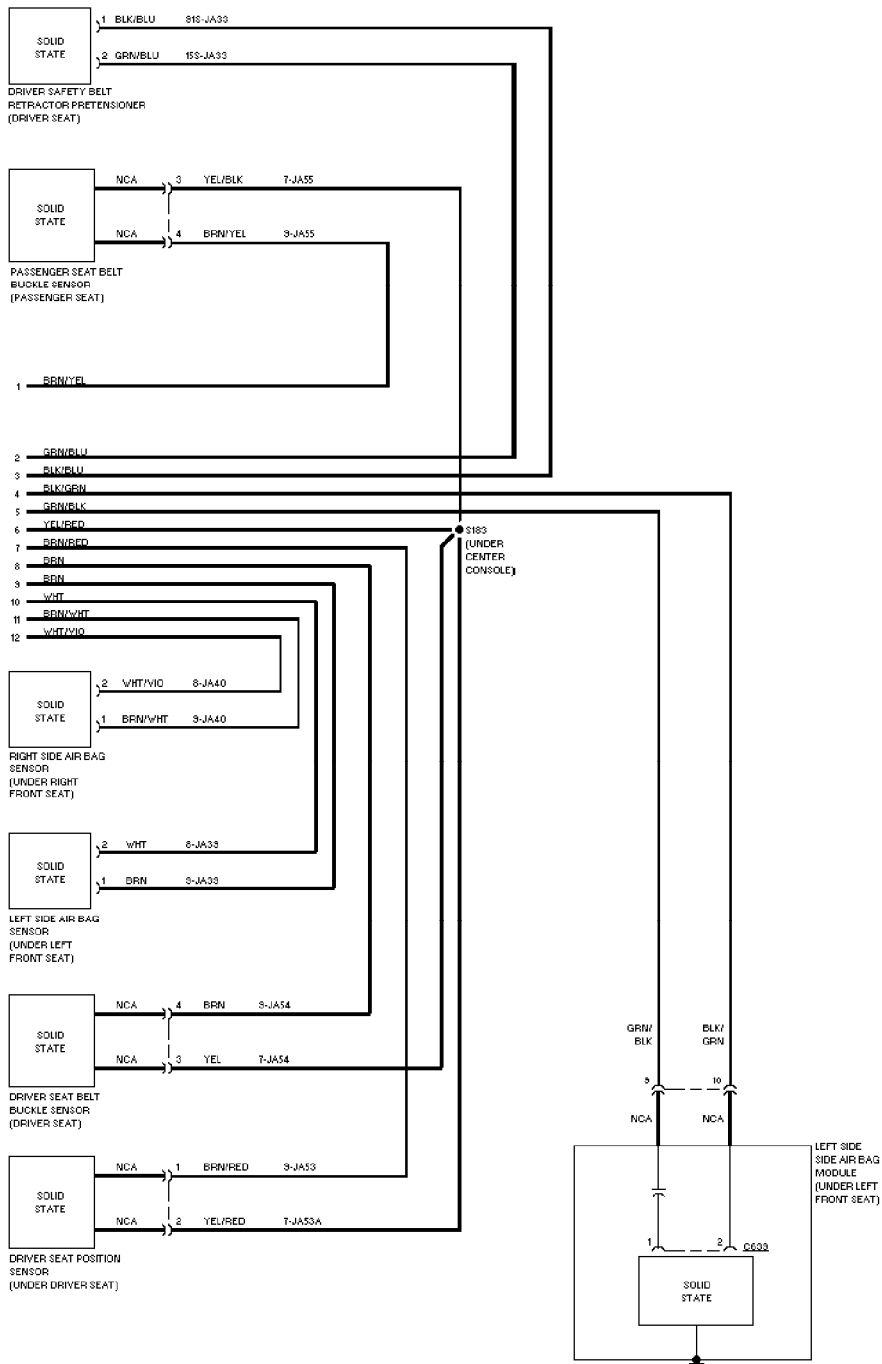 1 BLK/BLU 91S-JA33
SOLID
STATE
2 GRN/BLU 15S-JA33
DRIVER SAFETY BELT
RETRACTOR PRETENSIONER
(DRIVER SEAT)
NCA 3 YEL/BLK 7-JA55
SOLID
STATE
NCA 4 BRN/YEL 9-JA55
PASSENGER SEAT BELT
BUCKLE SENSOR
(PASSENGER SEAT)
1 BRN/YEL
2 GRN/BLU
3 BLK/BLU
4 BLK/GRN
5 GRN/BLK
6 YEL/RED
S183
(UNDER
CENTER
CONSOLE)
7 BRN/RED
8 BRN
9 BRN
10 WHT
11 BRN/WHT
12 WHT/VIO
2 WHT/VIO 8-JA40
SOLID
STATE
1 BRN/WHT 9-JA40
RIGHT SIDE AIR BAG
SENSOR
(UNDER RIGHT
FRONT SEAT)
2 WHT 8-JA39
SOLID
STATE
1 BRN 9-JA39
LEFT SIDE AIR BAG
SENSOR
(UNDER LEFT
FRONT SEAT)
NCA 4 BRN 9-JA54
SOLID
STATE
NCA 3 YEL 7-JA54
DRIVER SEAT BELT
BUCKLE SENSOR
(DRIVER SEAT)
NCA 1 BRN/RED 9-JA53
SOLID
STATE
NCA 2 YEL/RED 7-JA53A
DRIVER SEAT POSITION
SENSOR
(UNDER DRIVER SEAT)
GRN/
BLK
BLK/
GRN
9 10
NCA NCA
LEFT SIDE
SIDE AIR BAG
MODULE
(UNDER LEFT
FRONT SEAT)
1 2 C639
SOLID
STATE